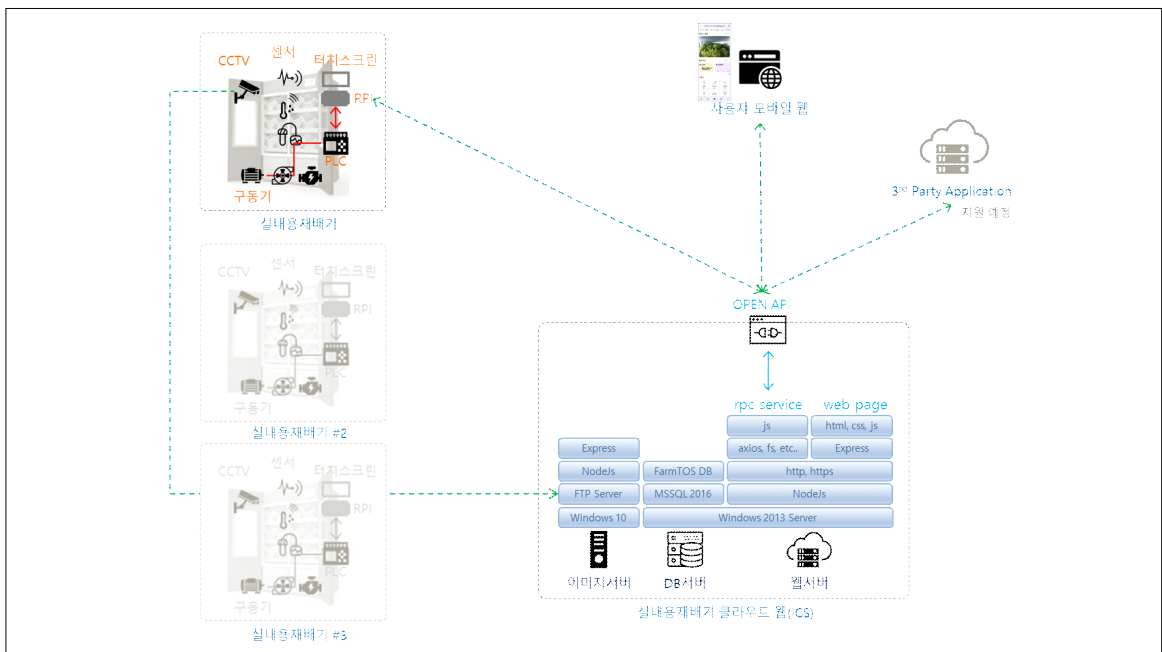 CCTV
센서
터치스크린
RPI
PLC
구동기
실내용재배기
CCTV
센서
터치스크린
RPI
PLC
구동기
실내용재배기 #2
CCTV
센서
터치스크린
RPI
PLC
구동기
실내용재배기 #3
사용자 모바일 웹
3rd Party Application
지원 예정
OPEN API
rpc service
web page
js
html, css, js
Express
axios, fs, etc..
Express
NodeJs
FarmTOS DB
http, https
FTP Server
MSSQL 2016
NodeJs
Windows 10
Windows 2013 Server
이미지서버
DB서버
웹서버
실내용재배기 클라우드 웹(ICS)